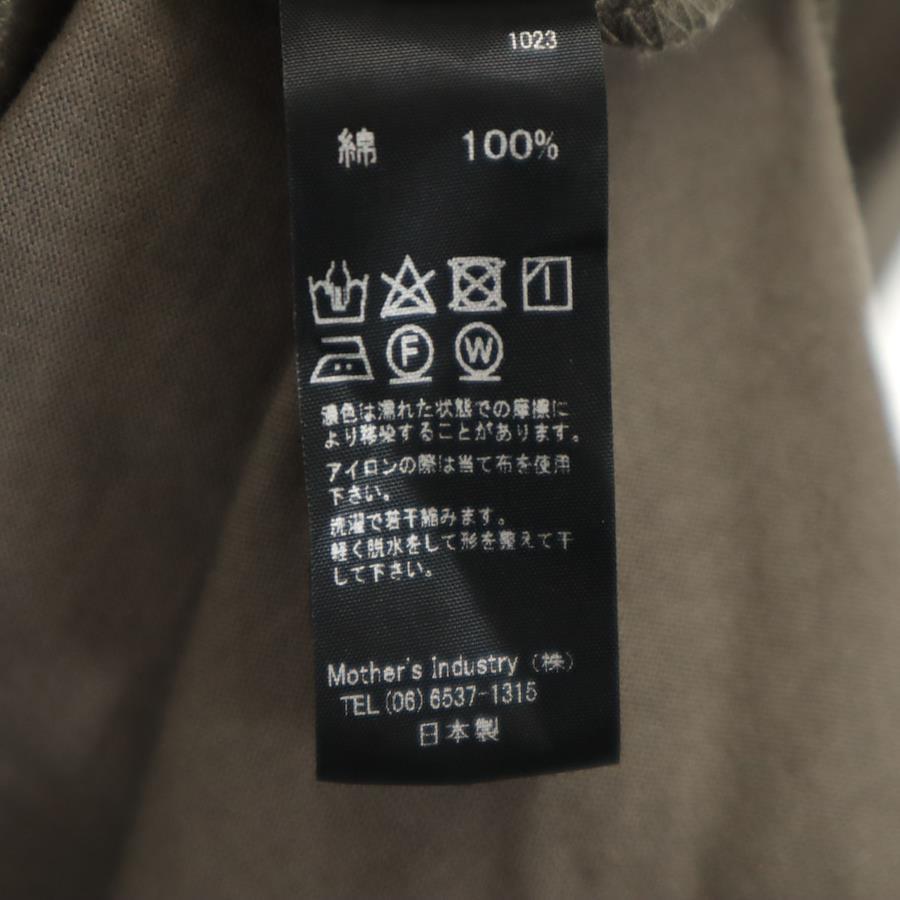 1023
綿 100%
F W
濃色は濡れた状態での摩擦に
より移染することがあります。
アイロンの際は当て布を使用
下さい。
洗濯で若干縮みます。
軽く脱水をして形を整えて干
して下さい。
Mother's Industry (株)
TEL(06)6537-1315
日本製